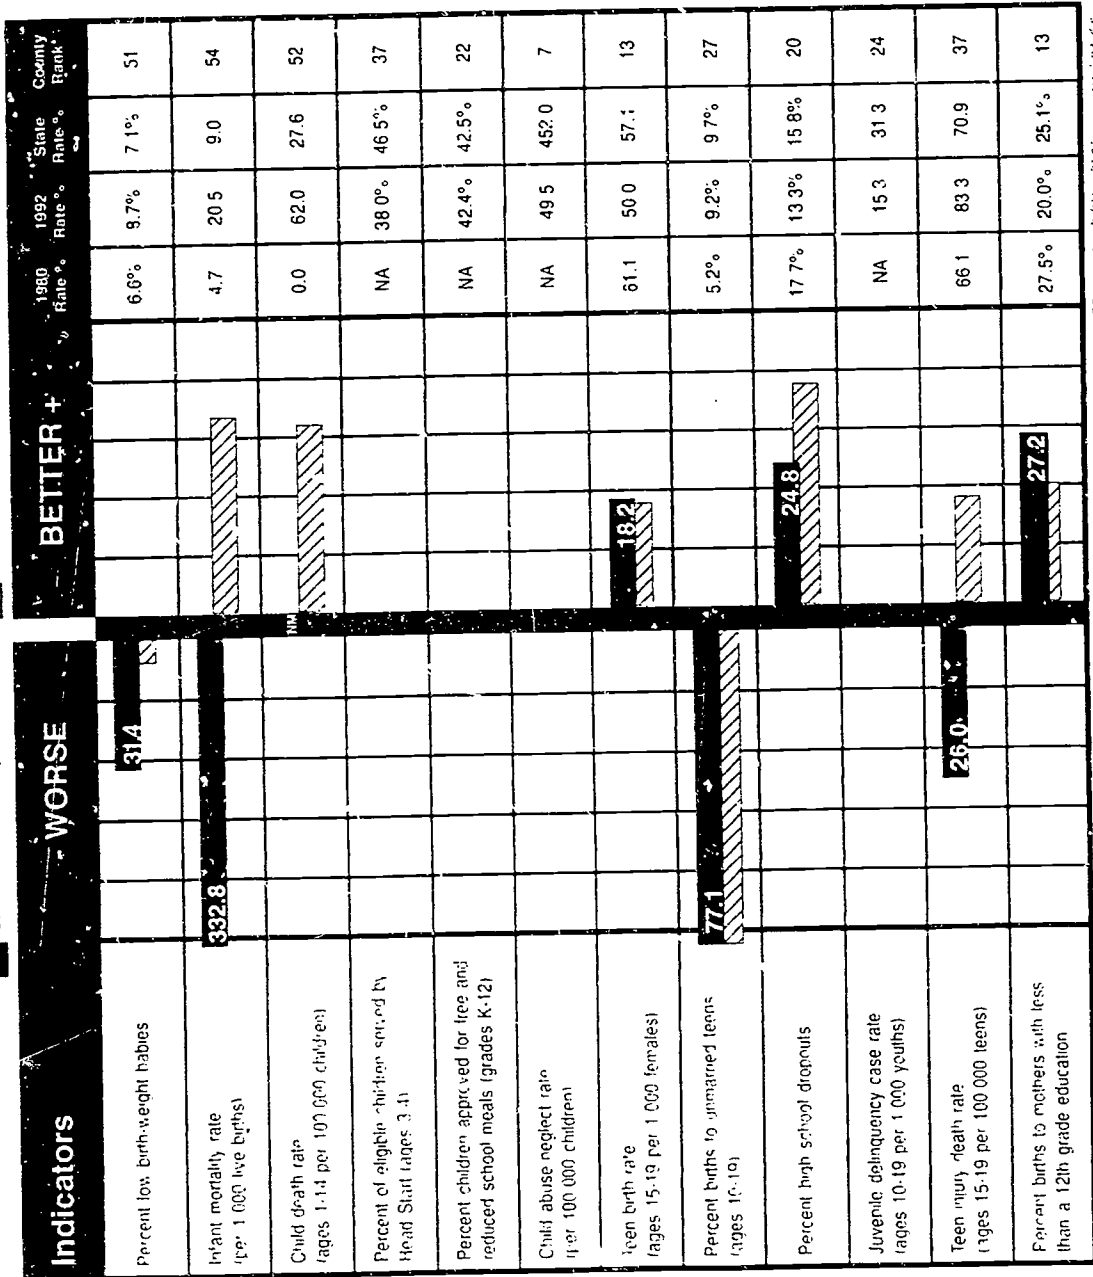 Indicators WORSE BETTER + 1980 Rate % 1992 Rate % State Rate % County Rank
Percent low birth-weight babies 31.4 6.6% 8.7% 7 1% 51
Infant mortality rate
(per 1 000 live births) 332.8 4.7 20 5 9.0 54
Child death rate
(ages 1-14 per 100 000 children) NM 0.0 62.0 27.6 52
Percent of eligible children served by
Head Start (ages 3 4) NA 38 0% 46 5% 37
Percent children approved for free and
reduced school meals (grades K-12) NA 42.4% 42.5% 22
Child abuse neglect rate
(per 100 000 children) NA 49 5 452.0 7
Teen birth rate
(ages 15-19 per 1 000 females) 18.2 61.1 50 0 57.1 13
Percent births to unmarried teens
(ages 10-19) 77.1 5.2% 9.2% 9 7% 27
Percent high school dropouts 24.8 17 7% 13 3% 15 8% 20
Juvenile delinquency case rate
(ages 10-19 per 1 000 youths) NA 15 3 31 3 24
Teen injury death rate
(ages 15-19 per 100 000 teens) 26.0 66 1 83 3 70.9 37
Percent births to mothers with less
than a 12th grade education 27.2 27.5% 20.0% 25.1% 13